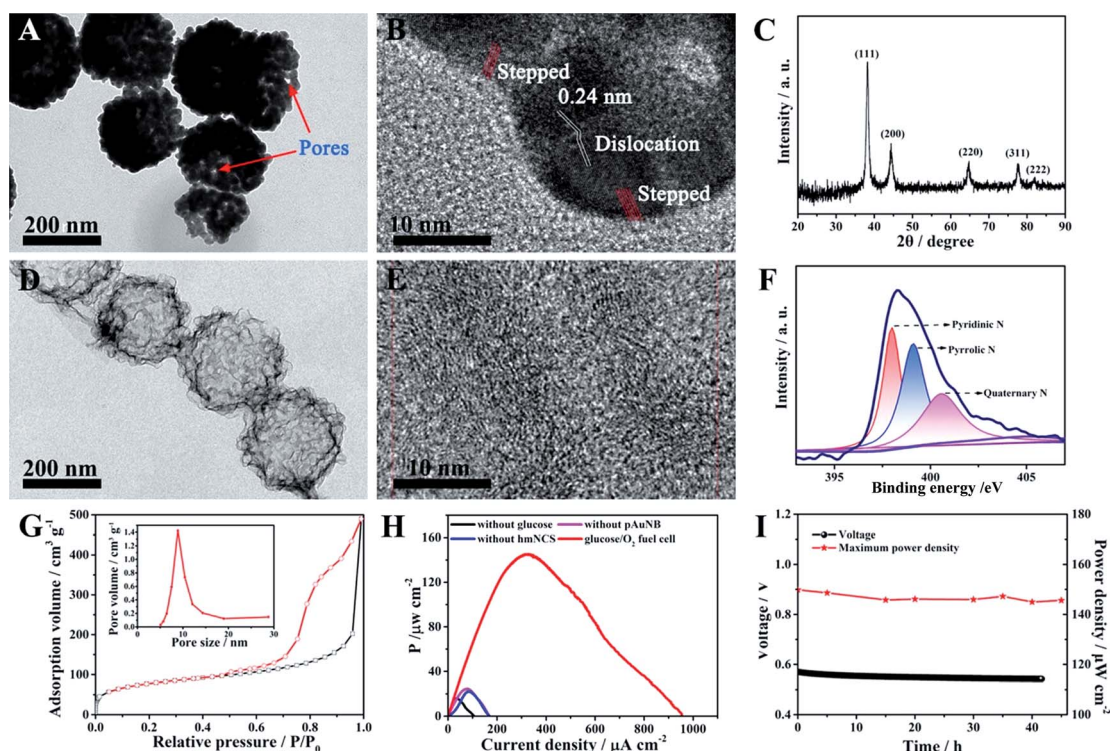 A
Pores
200 nm
B
Stepped
0.24 nm
Dislocation
Stepped
10 nm
C
(111)
(200)
(220)
(311)
(222)
Intensity / a. u.
20 30 40 50 60 70 80 90
2θ / degree
D
200 nm
E
10 nm
F
Pyridinic N
Pyrrolic N
Quaternary N
Intensity / a. u.
395 400 405
Binding energy /eV
G
Adsorption volume / cm³ g⁻¹
500
400
300
200
100
0
0.0 0.2 0.4 0.6 0.8 1.0
Relative pressure / P/P₀
Pore volume / cm³ g⁻¹
1.4
1.2
1.0
0.8
0.6
0.4
0.2
0.0
0 10 20 30
Pore size / nm
H
without glucose
without pAuNB
without hmNCS
glucose/O₂ fuel cell
P /μw cm⁻²
160
120
80
40
0
0 200 400 600 800 1000
Current density / μA cm⁻²
I
Voltage
Maximum power density
Voltage / V
1.2
1.0
0.8
0.6
0.4
0 10 20 30 40
Time / h
180
160
140
120
100
Power density / μW cm⁻²